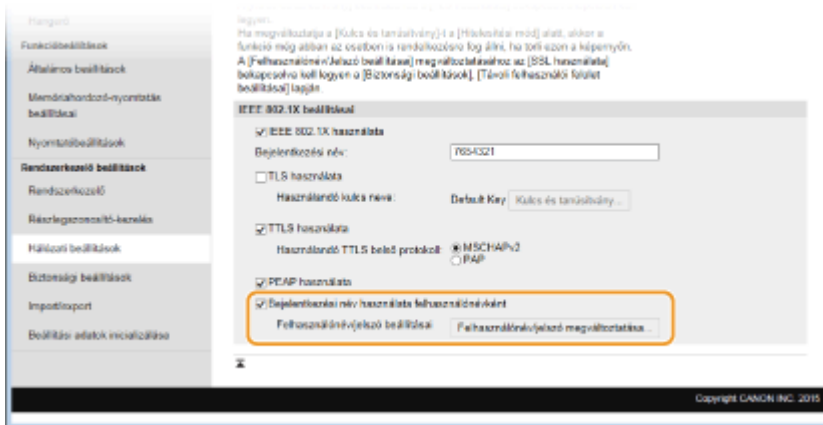 Hangerő
Funkcióbeállítások
Általános beállítások
Memóriahordozó-nyomtatás
beállításai
Nyomtatóbeállítások
Rendszerkezelő beállítások
Rendszerkezelő
Részlegazonosító-kezelés
Hálózati beállítások
Biztonsági beállítások
Import/export
Beállítási adatok inicializálása
legyen.
Ha megváltoztatja a [Kulcs és tanúsítvány]-t a [Hitelesítési mód] alatt, akkor a
funkció még abban az esetben is rendelkezésre fog állni, ha törli ezen a képernyőn.
A [Felhasználónév/Jelszó beállításai] megváltoztatásához az [SSL használata]
bekapcsolva kell legyen a [Biztonsági beállítások], [Távoli felhasználói felület
beállításai] lapján.
IEEE 802.1X beállításai
IEEE 802.1X használata
Bejelentkezési név: 7654321
TLS használata
Használandó kulcs neve: Default Key Kulcs és tanúsítvány...
TTLS használata
Használandó TTLS belső protokoll: MSCHAPv2
PAP
PEAP használata
Bejelentkezési név használata felhasználónévként
Felhasználónév/jelszó beállításai Felhasználónév/jelszó megváltoztatása...
Copyright CANON INC. 2015